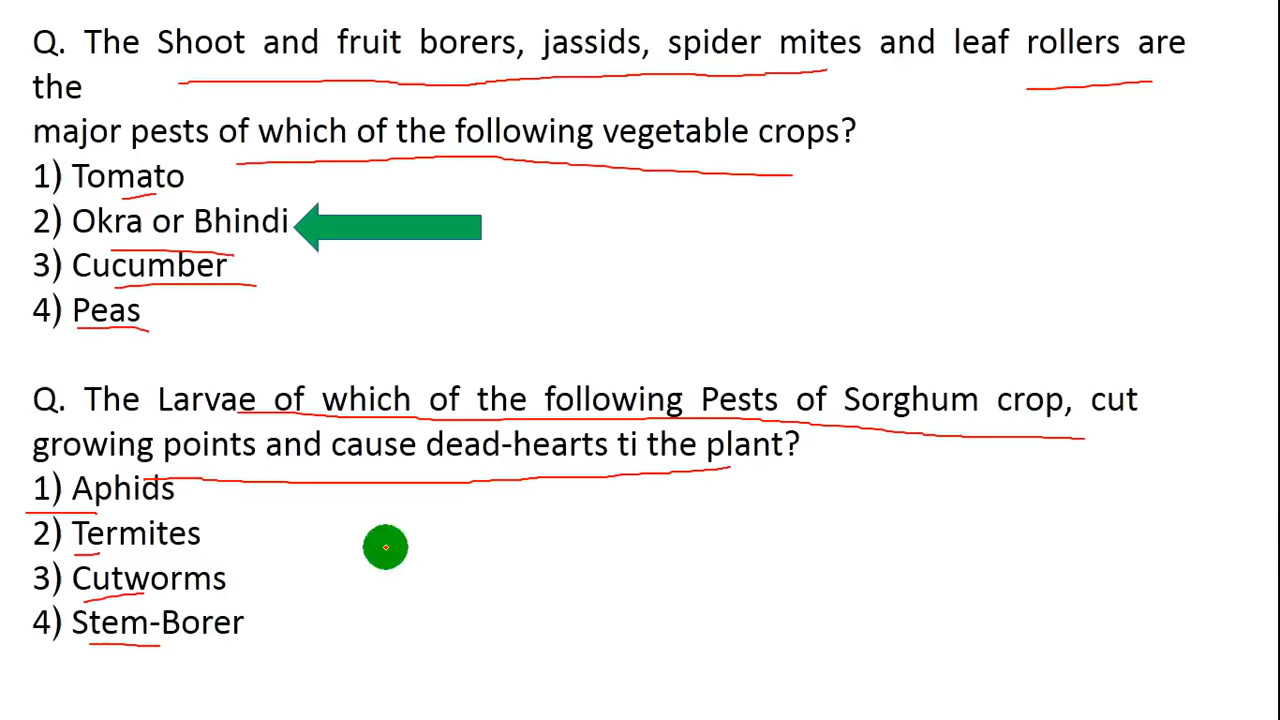 Q. The Shoot and fruit borers, jassids, spider mites and leaf rollers are
the
major pests of which of the following vegetable crops?
1) Tomato
2) Okra or Bhindi
3) Cucumber
4) Peas
Q. The Larvae of which of the following Pests of Sorghum crop, cut
growing points and cause dead-hearts ti the plant?
1) Aphids
2) Termites
3) Cutworms
4) Stem-Borer